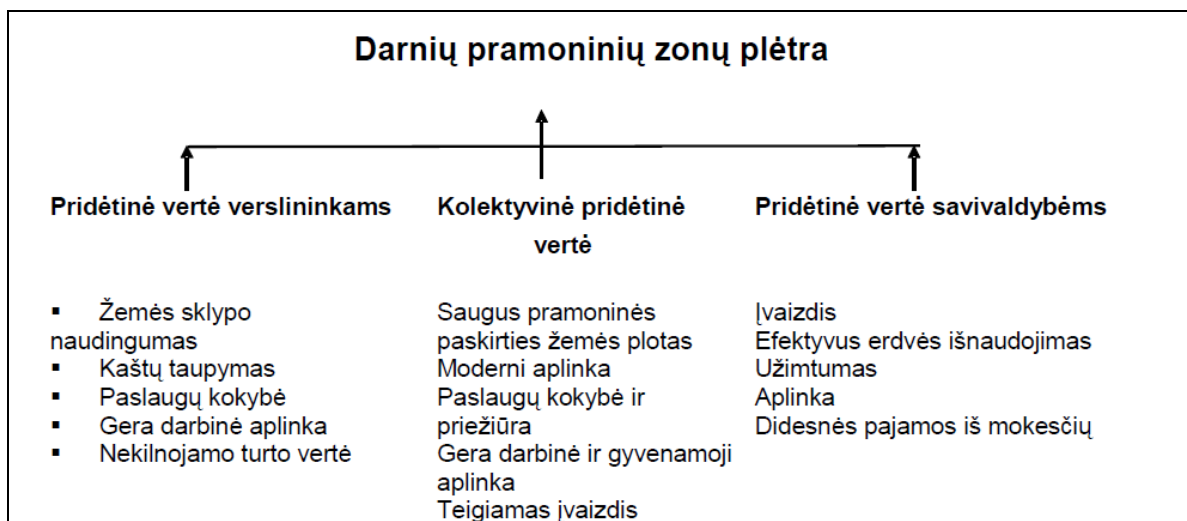 Darnių pramoninių zonų plėtra
Pridėtinė vertė verslininkams
Kolektyvinė pridėtinė
vertė
Pridėtinė vertė savivaldybėms
▪ Žemės sklypo
naudingumas
▪ Kaštų taupymas
▪ Paslaugų kokybė
▪ Gera darbinė aplinka
▪ Nekilnojamo turto vertė
Saugus pramoninės
paskirties žemės plotas
Moderni aplinka
Paslaugų kokybė ir
priežiūra
Gera darbinė ir gyvenamoji
aplinka
Teigiamas įvaizdis
Įvaizdis
Efektyvus erdvės išnaudojimas
Užimtumas
Aplinka
Didesnės pajamos iš mokesčių